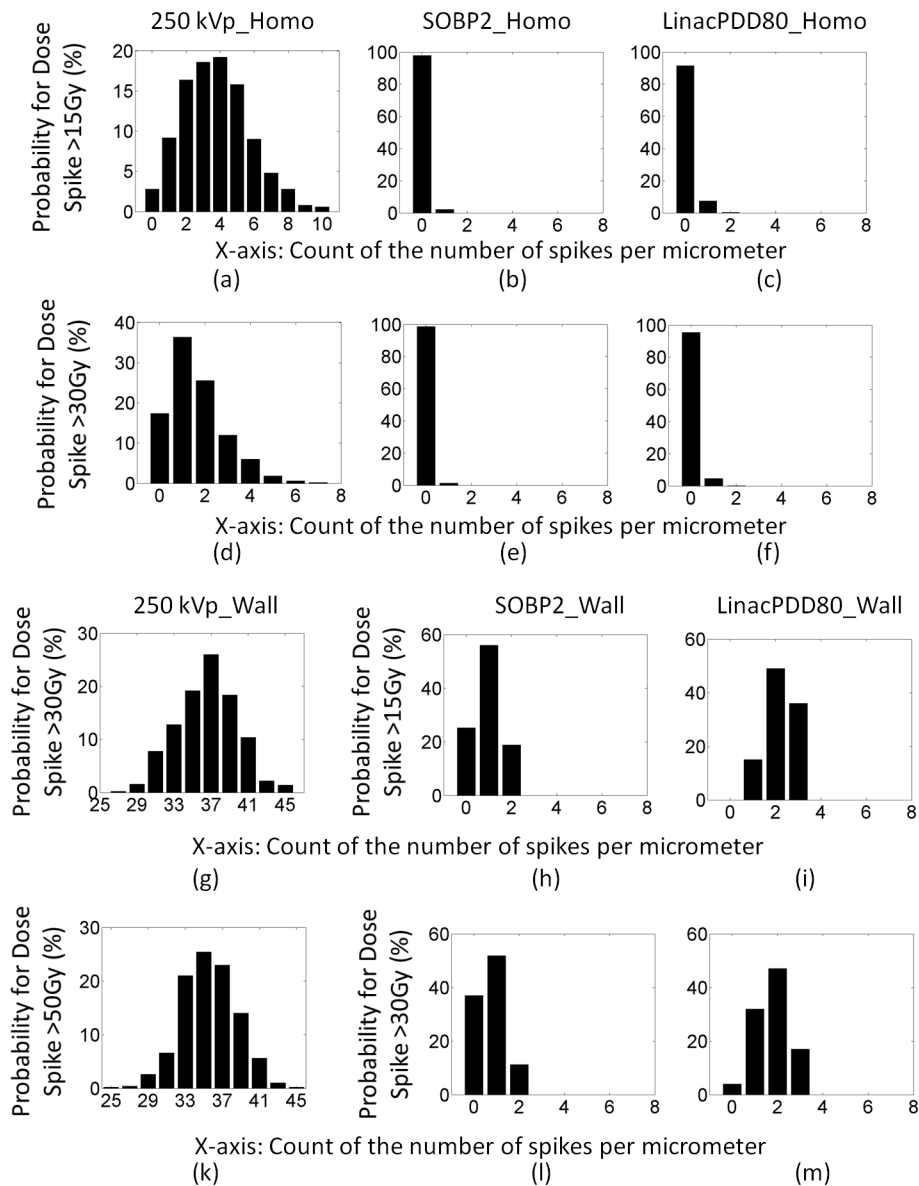 250 kVp_Homo
SOBP2_Homo
LinacPDD80_Homo
Probability for Dose
Spike >15Gy (%)
20
15
10
5
0
0 2 4 6 8 10
100
80
60
40
20
0
0 2 4 6 8
100
80
60
40
20
0
0 2 4 6 8
X-axis: Count of the number of spikes per micrometer
(a)
(b)
(c)
Probability for Dose
Spike >30Gy (%)
40
30
20
10
0
0 2 4 6 8
100
80
60
40
20
0
0 2 4 6 8
100
80
60
40
20
0
0 2 4 6 8
X-axis: Count of the number of spikes per micrometer
(d)
(e)
(f)
250 kVp_Wall
SOBP2_Wall
LinacPDD80_Wall
Probability for Dose
Spike >30Gy (%)
30
20
10
0
25 29 33 37 41 45
Probability for Dose
Spike >15Gy (%)
60
40
20
0
0 2 4 6 8
60
40
20
0
0 2 4 6 8
X-axis: Count of the number of spikes per micrometer
(g)
(h)
(i)
Probability for Dose
Spike >50Gy (%)
30
20
10
0
25 29 33 37 41 45
Probability for Dose
Spike >30Gy (%)
60
40
20
0
0 2 4 6 8
60
40
20
0
0 2 4 6 8
X-axis: Count of the number of spikes per micrometer
(k)
(l)
(m)